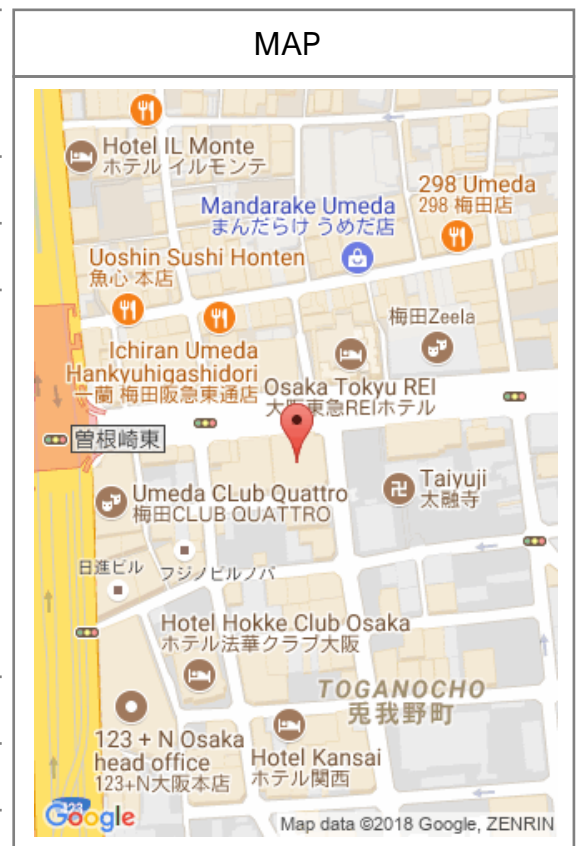 MAP
Hotel IL Monte
ホテル イルモンテ
298 Umeda
298 梅田店
Mandarake Umeda
まんだらけ うめだ店
Uoshin Sushi Honten
魚心 本店
梅田Zeela
Ichiran Umeda
Hankyuhigashidori
一蘭 梅田阪急東通店
Osaka Tokyu REI
大阪東急REIホテル
曽根崎東
Taiyuji
太融寺
Umeda CLub Quattro
梅田CLUB QUATTRO
日進ビル
フジノビルノパ
Hotel Hokke Club Osaka
ホテル法華クラブ大阪
TOGANOCHO
兎我野町
123 + N Osaka
head office
123+N大阪本店
Hotel Kansai
ホテル関西
423
Google
Map data ©2018 Google, ZENRIN